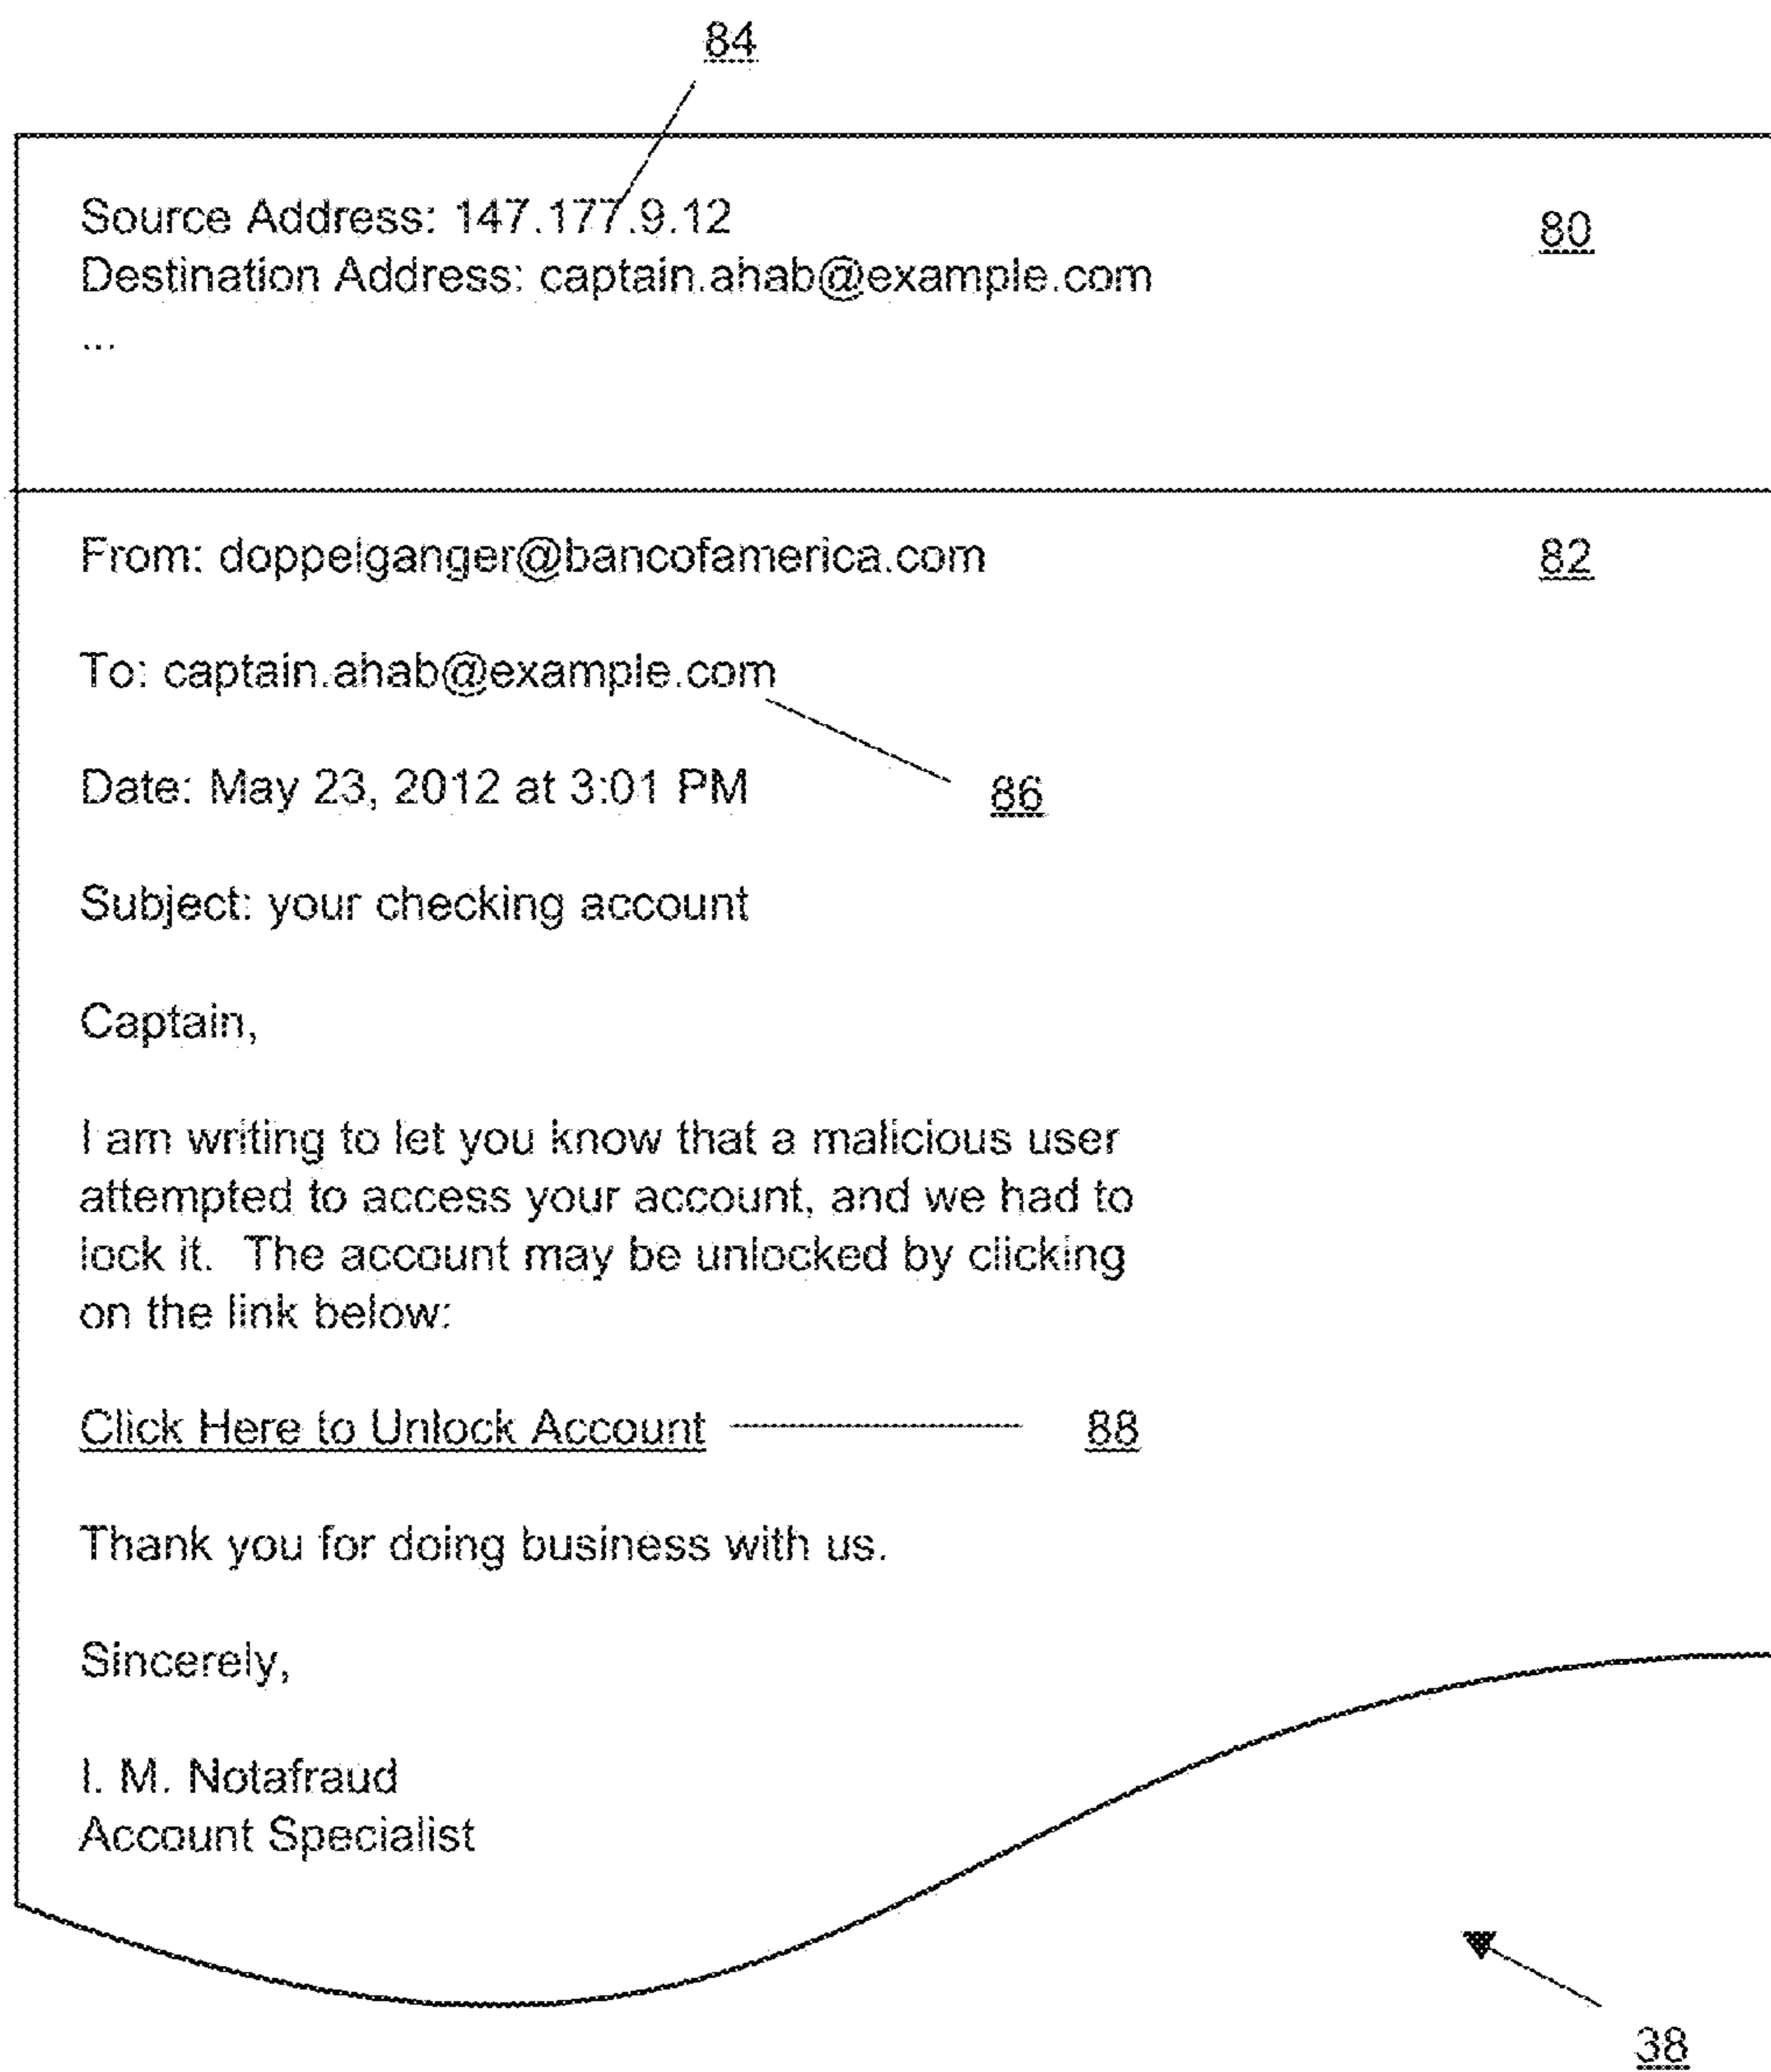 84
Source Address: 147.177.9.12
80
Destination Address: captain.ahab@example.com
...
From: doppelganger@bancofamerica.com
82
To: captain.ahab@example.com
Date: May 23, 2012 at 3:01 PM
86
Subject: your checking account
Captain,
I am writing to let you know that a malicious user
attempted to access your account, and we had to
lock it. The account may be unlocked by clicking
on the link below:
Click Here to Unlock Account
88
Thank you for doing business with us.
Sincerely,
I. M. Notafraud
Account Specialist
38